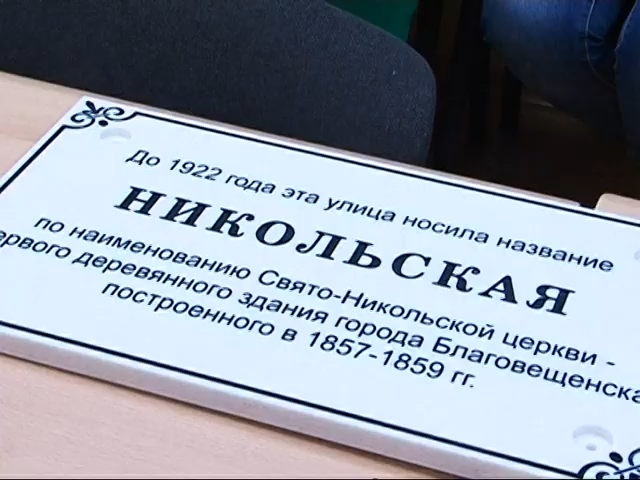 До 1922 года эта улица носила название
НИКОЛЬСКАЯ
по наименованию Свято-Никольской церкви -
ервого деревянного здания города Благовещенска
построенного в 1857-1859 гг.